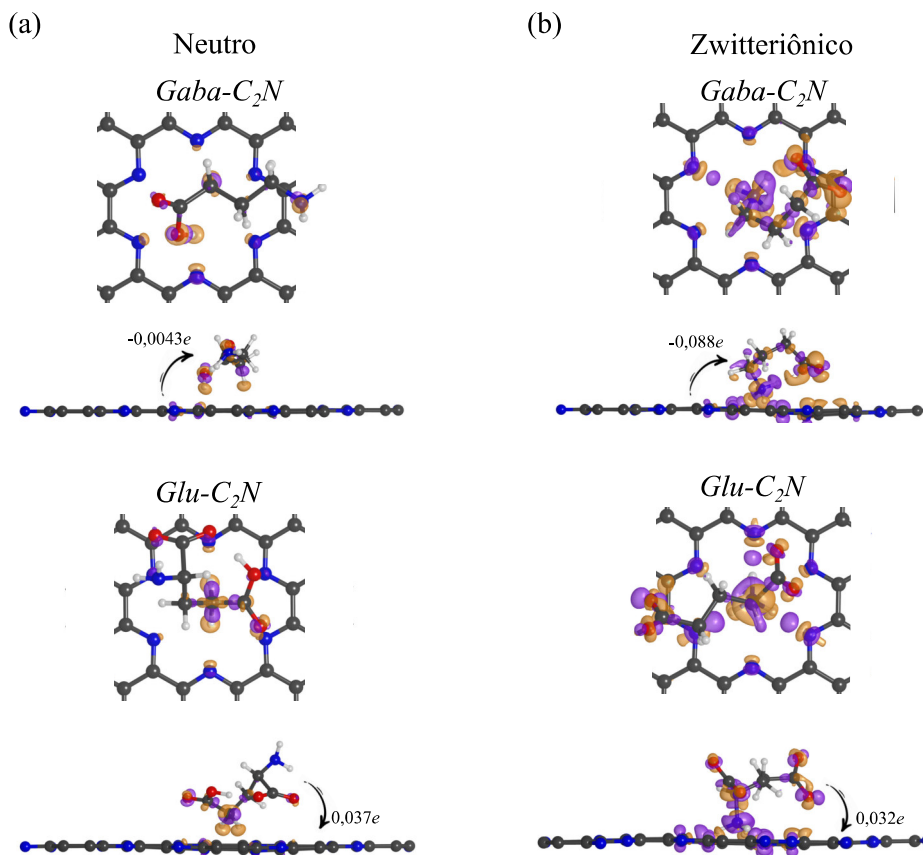 (a)
Neutro
Gaba-C₂N
-0,0043e
Glu-C₂N
0,037e
(b)
Zwitteriônico
Gaba-C₂N
-0,088e
Glu-C₂N
0,032e